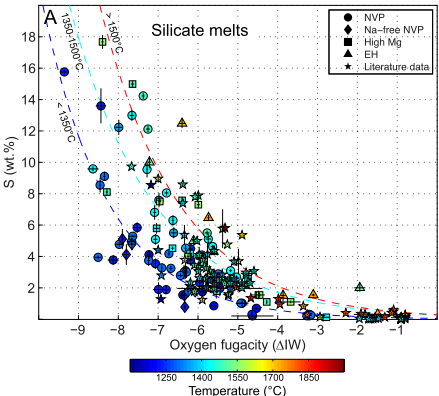 A
Silicate melts
1350-1500°C
> 1500°C
< 1350°C
NVP
Na-free NVP
High Mg
EH
Literature data
S (wt.%)
18
16
14
12
10
8
6
4
2
−9 −8 −7 −6 −5 −4 −3 −2 −1
Oxygen fugacity (ΔIW)
1250 1400 1550 1700 1850
Temperature (°C)